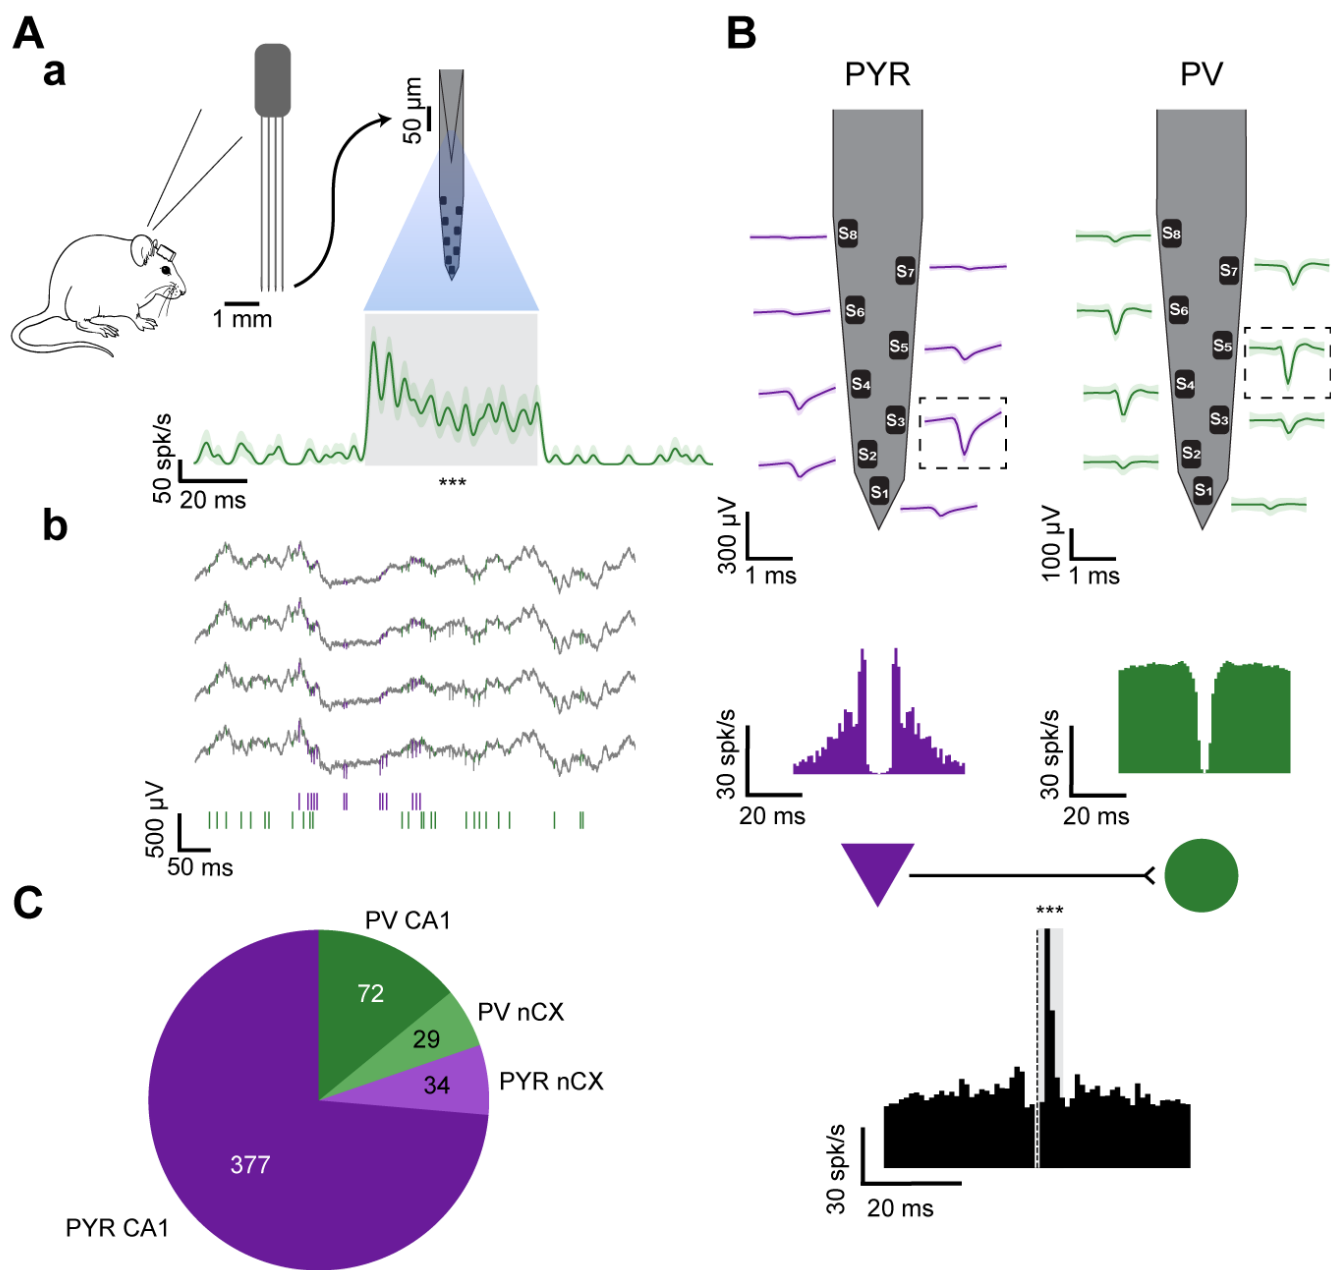 A
a
1 mm
50 µm
50 spk/s
20 ms
***
b
500 µV
50 ms
B
PYR
PV
S8
S7
S6
S5
S4
S3
S2
S1
300 µV
1 ms
S8
S7
S6
S5
S4
S3
S2
S1
100 µV
1 ms
30 spk/s
20 ms
30 spk/s
20 ms
***
30 spk/s
20 ms
C
PV CA1
72
PV nCX
29
PYR nCX
34
377
PYR CA1